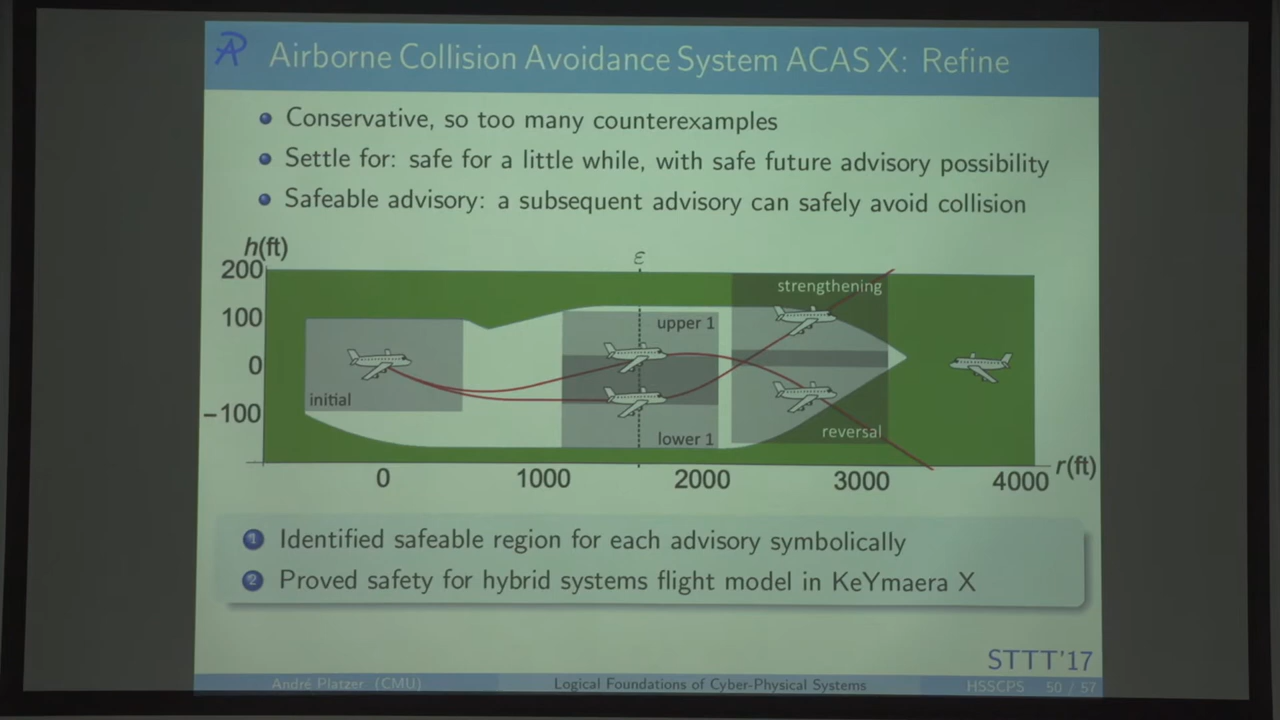 Airborne Collision Avoidance System ACAS X: Refine
Conservative, so too many counterexamples
Settle for: safe for a little while, with safe future advisory possibility
Safeable advisory: a subsequent advisory can safely avoid collision
h(ft)
ε
200
100
0
−100
strengthening
upper 1
initial
lower 1
reversal
0
1000
2000
3000
4000
r(ft)
1 Identified safeable region for each advisory symbolically
2 Proved safety for hybrid systems flight model in KeYmaera X
STTT'17
André Platzer (CMU)
Logical Foundations of Cyber-Physical Systems
HSSCPS 50 / 57